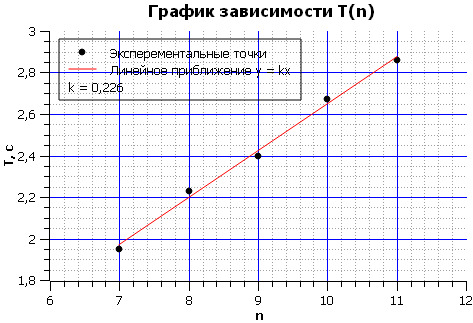 График зависимости T(n)
Эксперементальные точки
Линейное приближение y = kx
k = 0,226
3
2,8
2,6
2,4
2,2
2
1,8
T, с
6 7 8 9 10 11 12
n